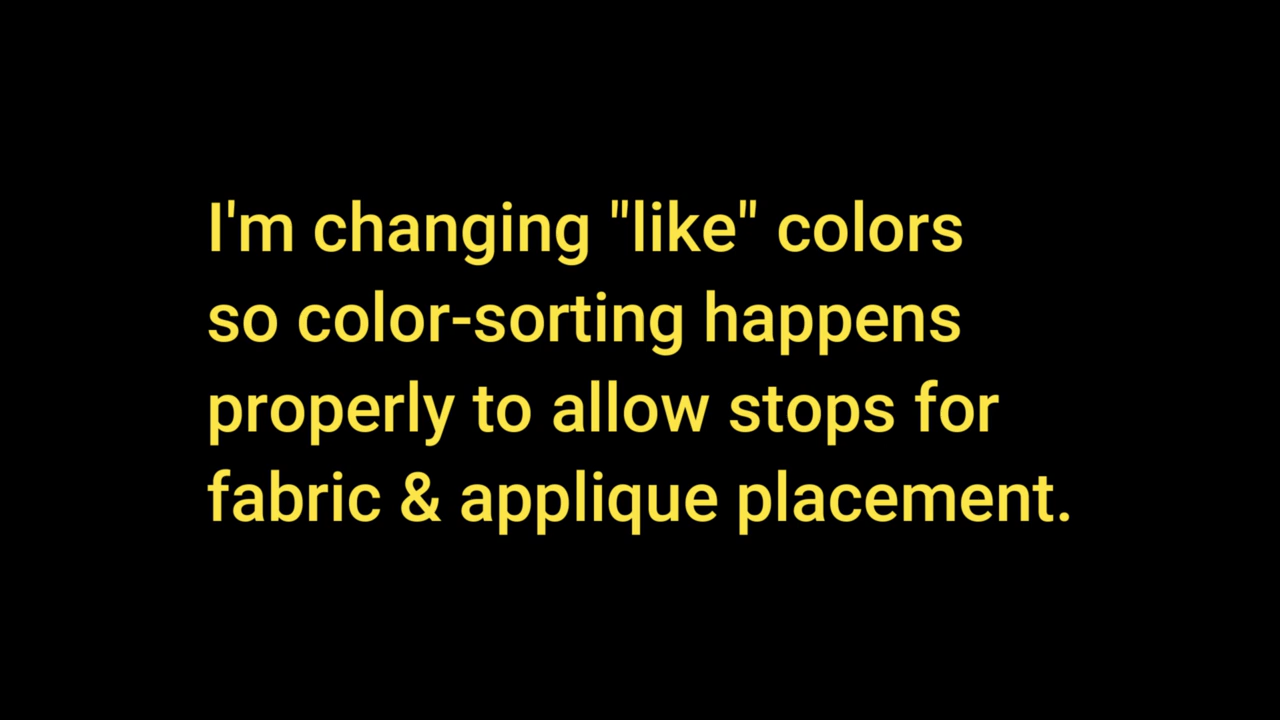 I'm changing "like" colors
so color-sorting happens
properly to allow stops for
fabric & applique placement.